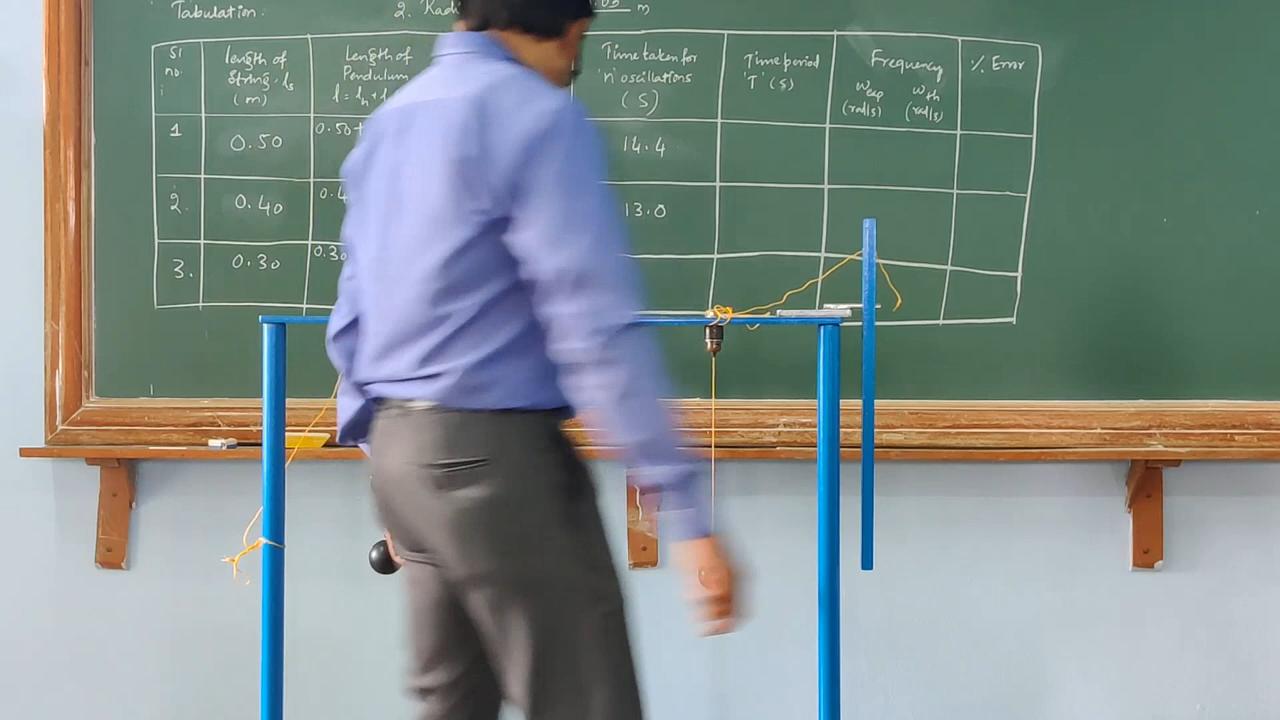 Tabulation. 2. m
Sl no. length of String. ls (m) Length of Pendulum Time taken for 'n' oscillations (S) Time period 'T' (S) Frequency ωexp (rad/s) ωth (rad/s) % Error
1 0.50 0.50+ 14.4
2. 0.40 13.0
3. 0.30 0.30